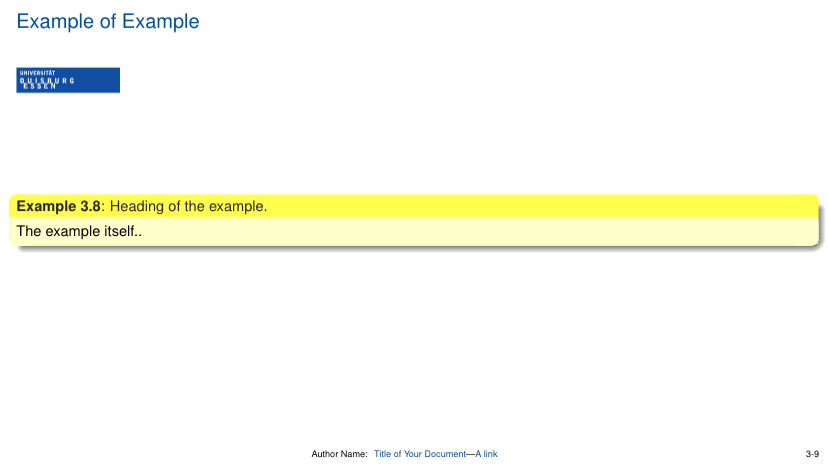 Example of Example
UNIVERSITÄT
DUISBURG
ESSEN
Example 3.8: Heading of the example.
The example itself..
Author Name: Title of Your Document—A link
3-9